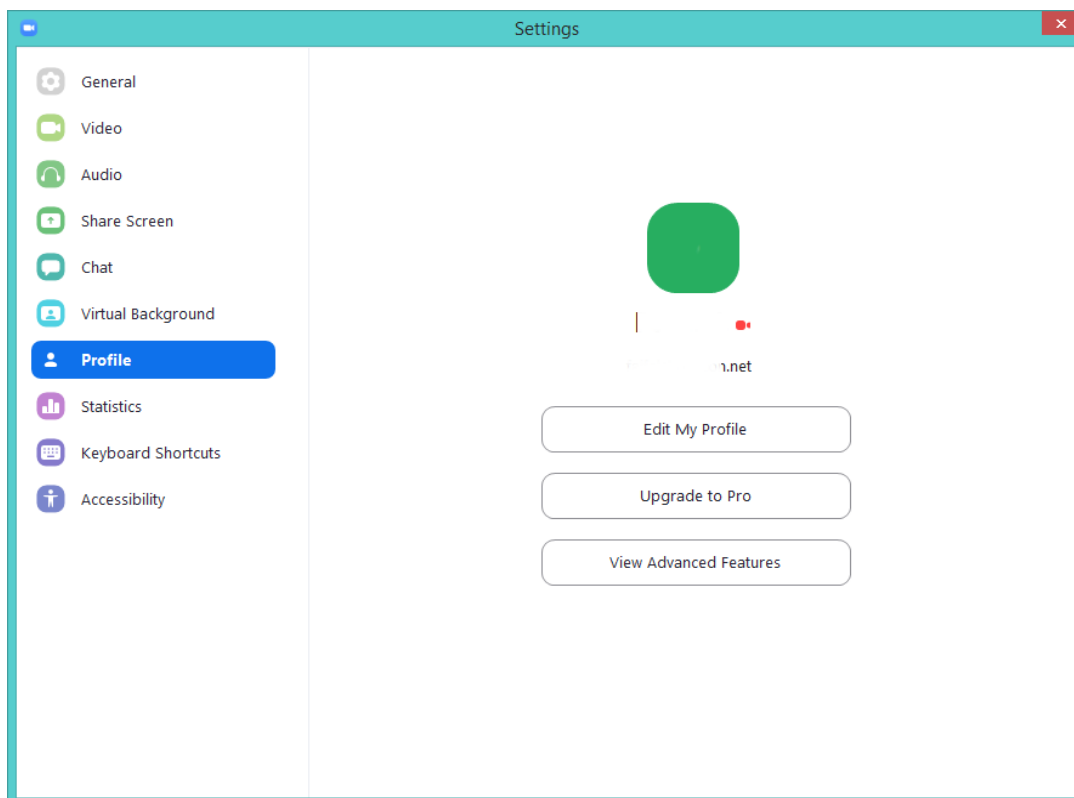 Settings
General
Video
Audio
Share Screen
Chat
Virtual Background
Profile
Statistics
Keyboard Shortcuts
Accessibility
.net
Edit My Profile
Upgrade to Pro
View Advanced Features